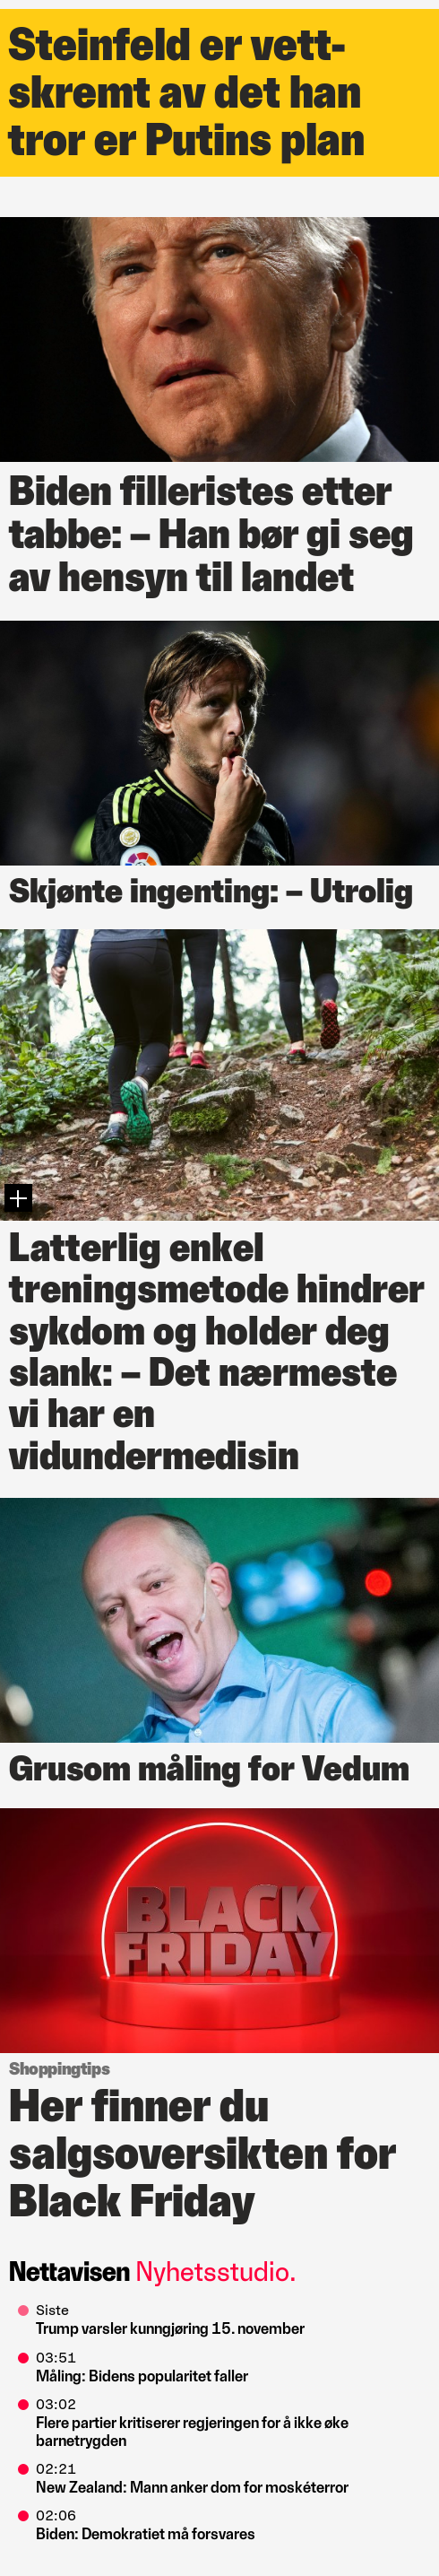 Steinfeld er vett-
skremt av det han
tror er Putins plan
Biden filleristes etter
tabbe: – Han bør gi seg
av hensyn til landet
Skjønte ingenting: – Utrolig
Latterlig enkel
treningsmetode hindrer
sykdom og holder deg
slank: – Det nærmeste
vi har en
vidundermedisin
Grusom måling for Vedum
BLACK
FRIDAY
Shoppingtips
Her finner du
salgsoversikten for
Black Friday
Nettavisen Nyhetsstudio.
Siste
Trump varsler kunngjøring 15. november
03:51
Måling: Bidens popularitet faller
03:02
Flere partier kritiserer regjeringen for å ikke øke
barnetrygden
02:21
New Zealand: Mann anker dom for moskéterror
02:06
Biden: Demokratiet må forsvares